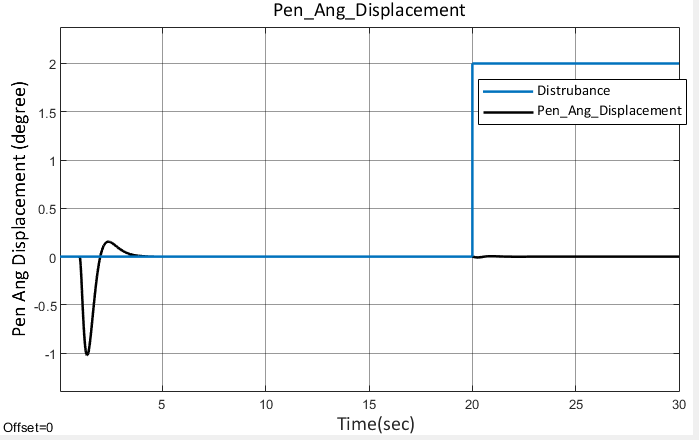 Pen_Ang_Displacement
Pen Ang Displacement (degree)
2
1.5
1
0.5
0
-0.5
-1
Distrubance
Pen_Ang_Displacement
5
10
15
20
25
30
Time(sec)
Offset=0